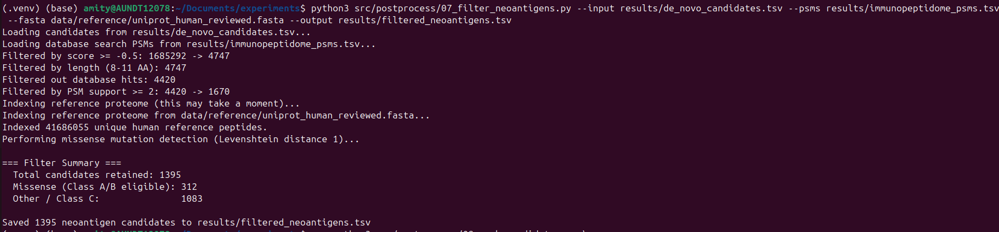 (.venv) (base) amity@AUNDT12078:~/Documents/experiments$ python3 src/postprocess/07_filter_neoantigens.py --input results/de_novo_candidates.tsv --psms results/immunopeptidome_psms.tsv
 --fasta data/reference/uniprot_human_reviewed.fasta --output results/filtered_neoantigens.tsv
Loading candidates from results/de_novo_candidates.tsv...
Loading database search PSMs from results/immunopeptidome_psms.tsv...
Filtered by score >= -0.5: 1685292 -> 4747
Filtered by length (8-11 AA): 4747
Filtered out database hits: 4420
Filtered by PSM support >= 2: 4420 -> 1670
Indexing reference proteome (this may take a moment)...
Indexing reference proteome from data/reference/uniprot_human_reviewed.fasta...
Indexed 41686055 unique human reference peptides.
Performing missense mutation detection (Levenshtein distance 1)...

=== Filter Summary ===
  Total candidates retained: 1395
  Missense (Class A/B eligible): 312
  Other / Class C:               1083

Saved 1395 neoantigen candidates to results/filtered_neoantigens.tsv